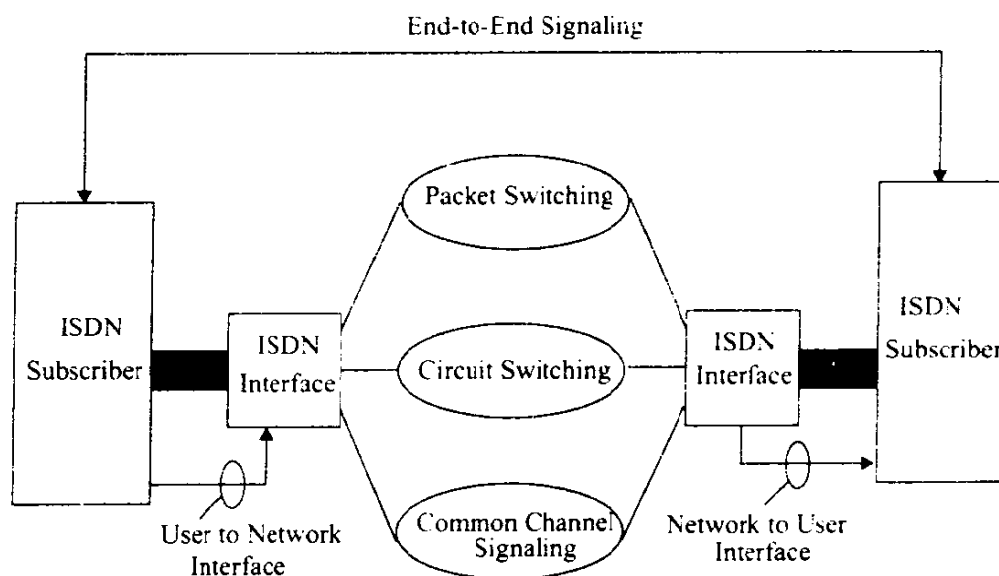 End-to-End Signaling
Packet Switching
ISDN
Subscriber
ISDN
Interface
Circuit Switching
ISDN
Interface
ISDN
Subscriber
User to Network
Interface
Common Channel
Signaling
Network to User
Interface